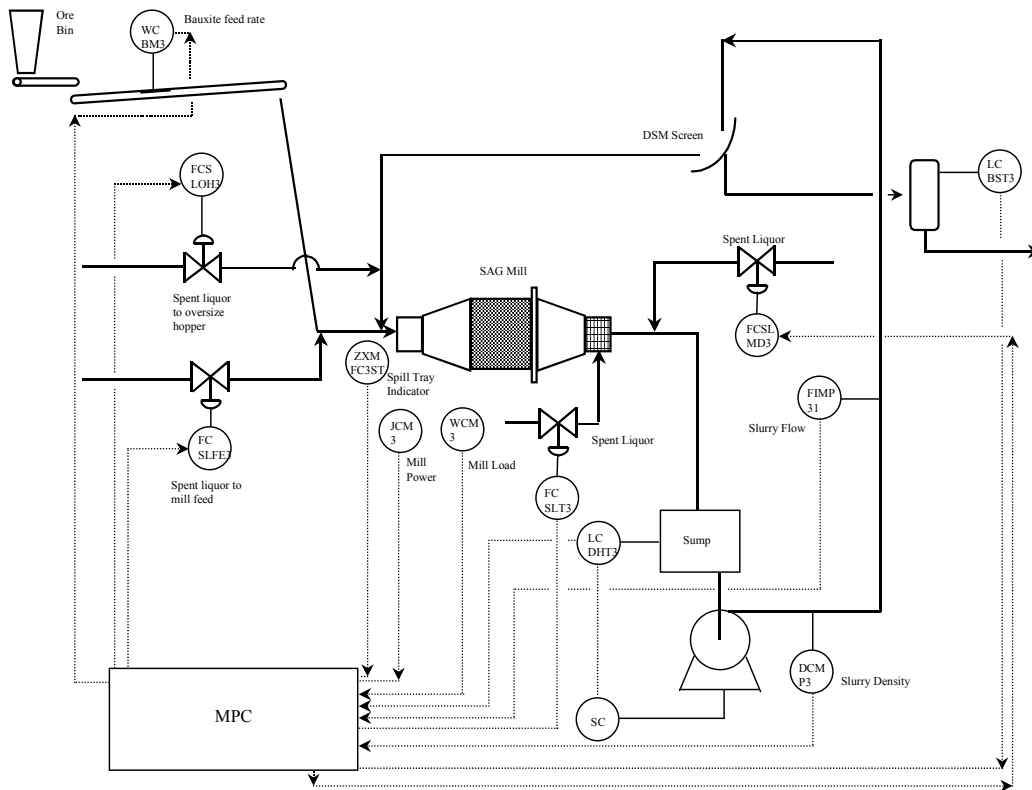 Ore
Bin
WC
BM3
Bauxite feed rate
DSM Screen
LC
BST3
FCS
LOH3
Spent Liquor
SAG Mill
Spent liquor
to oversize
hopper
FCSL
MD3
ZXM
FC3ST
Spill Tray
Indicator
FIMP
31
JCM
3
WCM
3
Slurry Flow
Spent Liquor
FC
SLFE3
Mill
Power
Mill Load
Spent liquor to
mill feed
FC
SLT3
LC
DHT3
Sump
DCM
P3
Slurry Density
MPC
SC